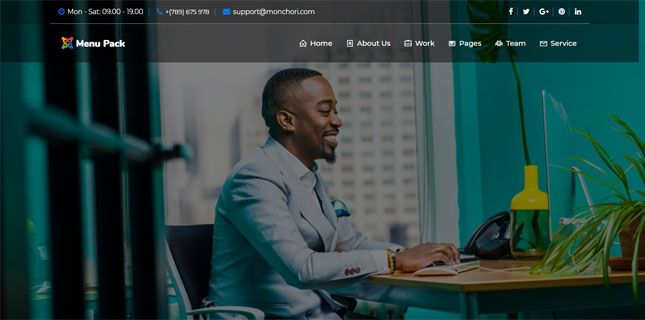 Mon - Sat: 09.00 - 19.00 +(789) 675 978 support@monchori.com
Menu Pack Home About Us Work Pages Team Service